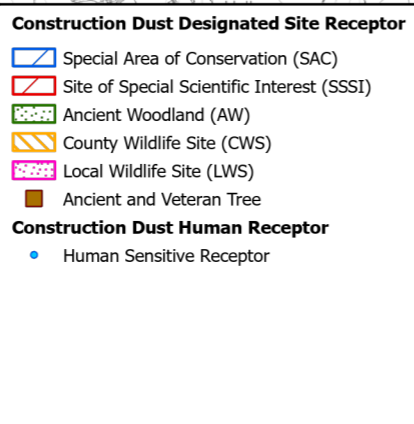 Construction Dust Designated Site Receptor
Special Area of Conservation (SAC)
Site of Special Scientific Interest (SSSI)
Ancient Woodland (AW)
County Wildlife Site (CWS)
Local Wildlife Site (LWS)
Ancient and Veteran Tree
Construction Dust Human Receptor
Human Sensitive Receptor